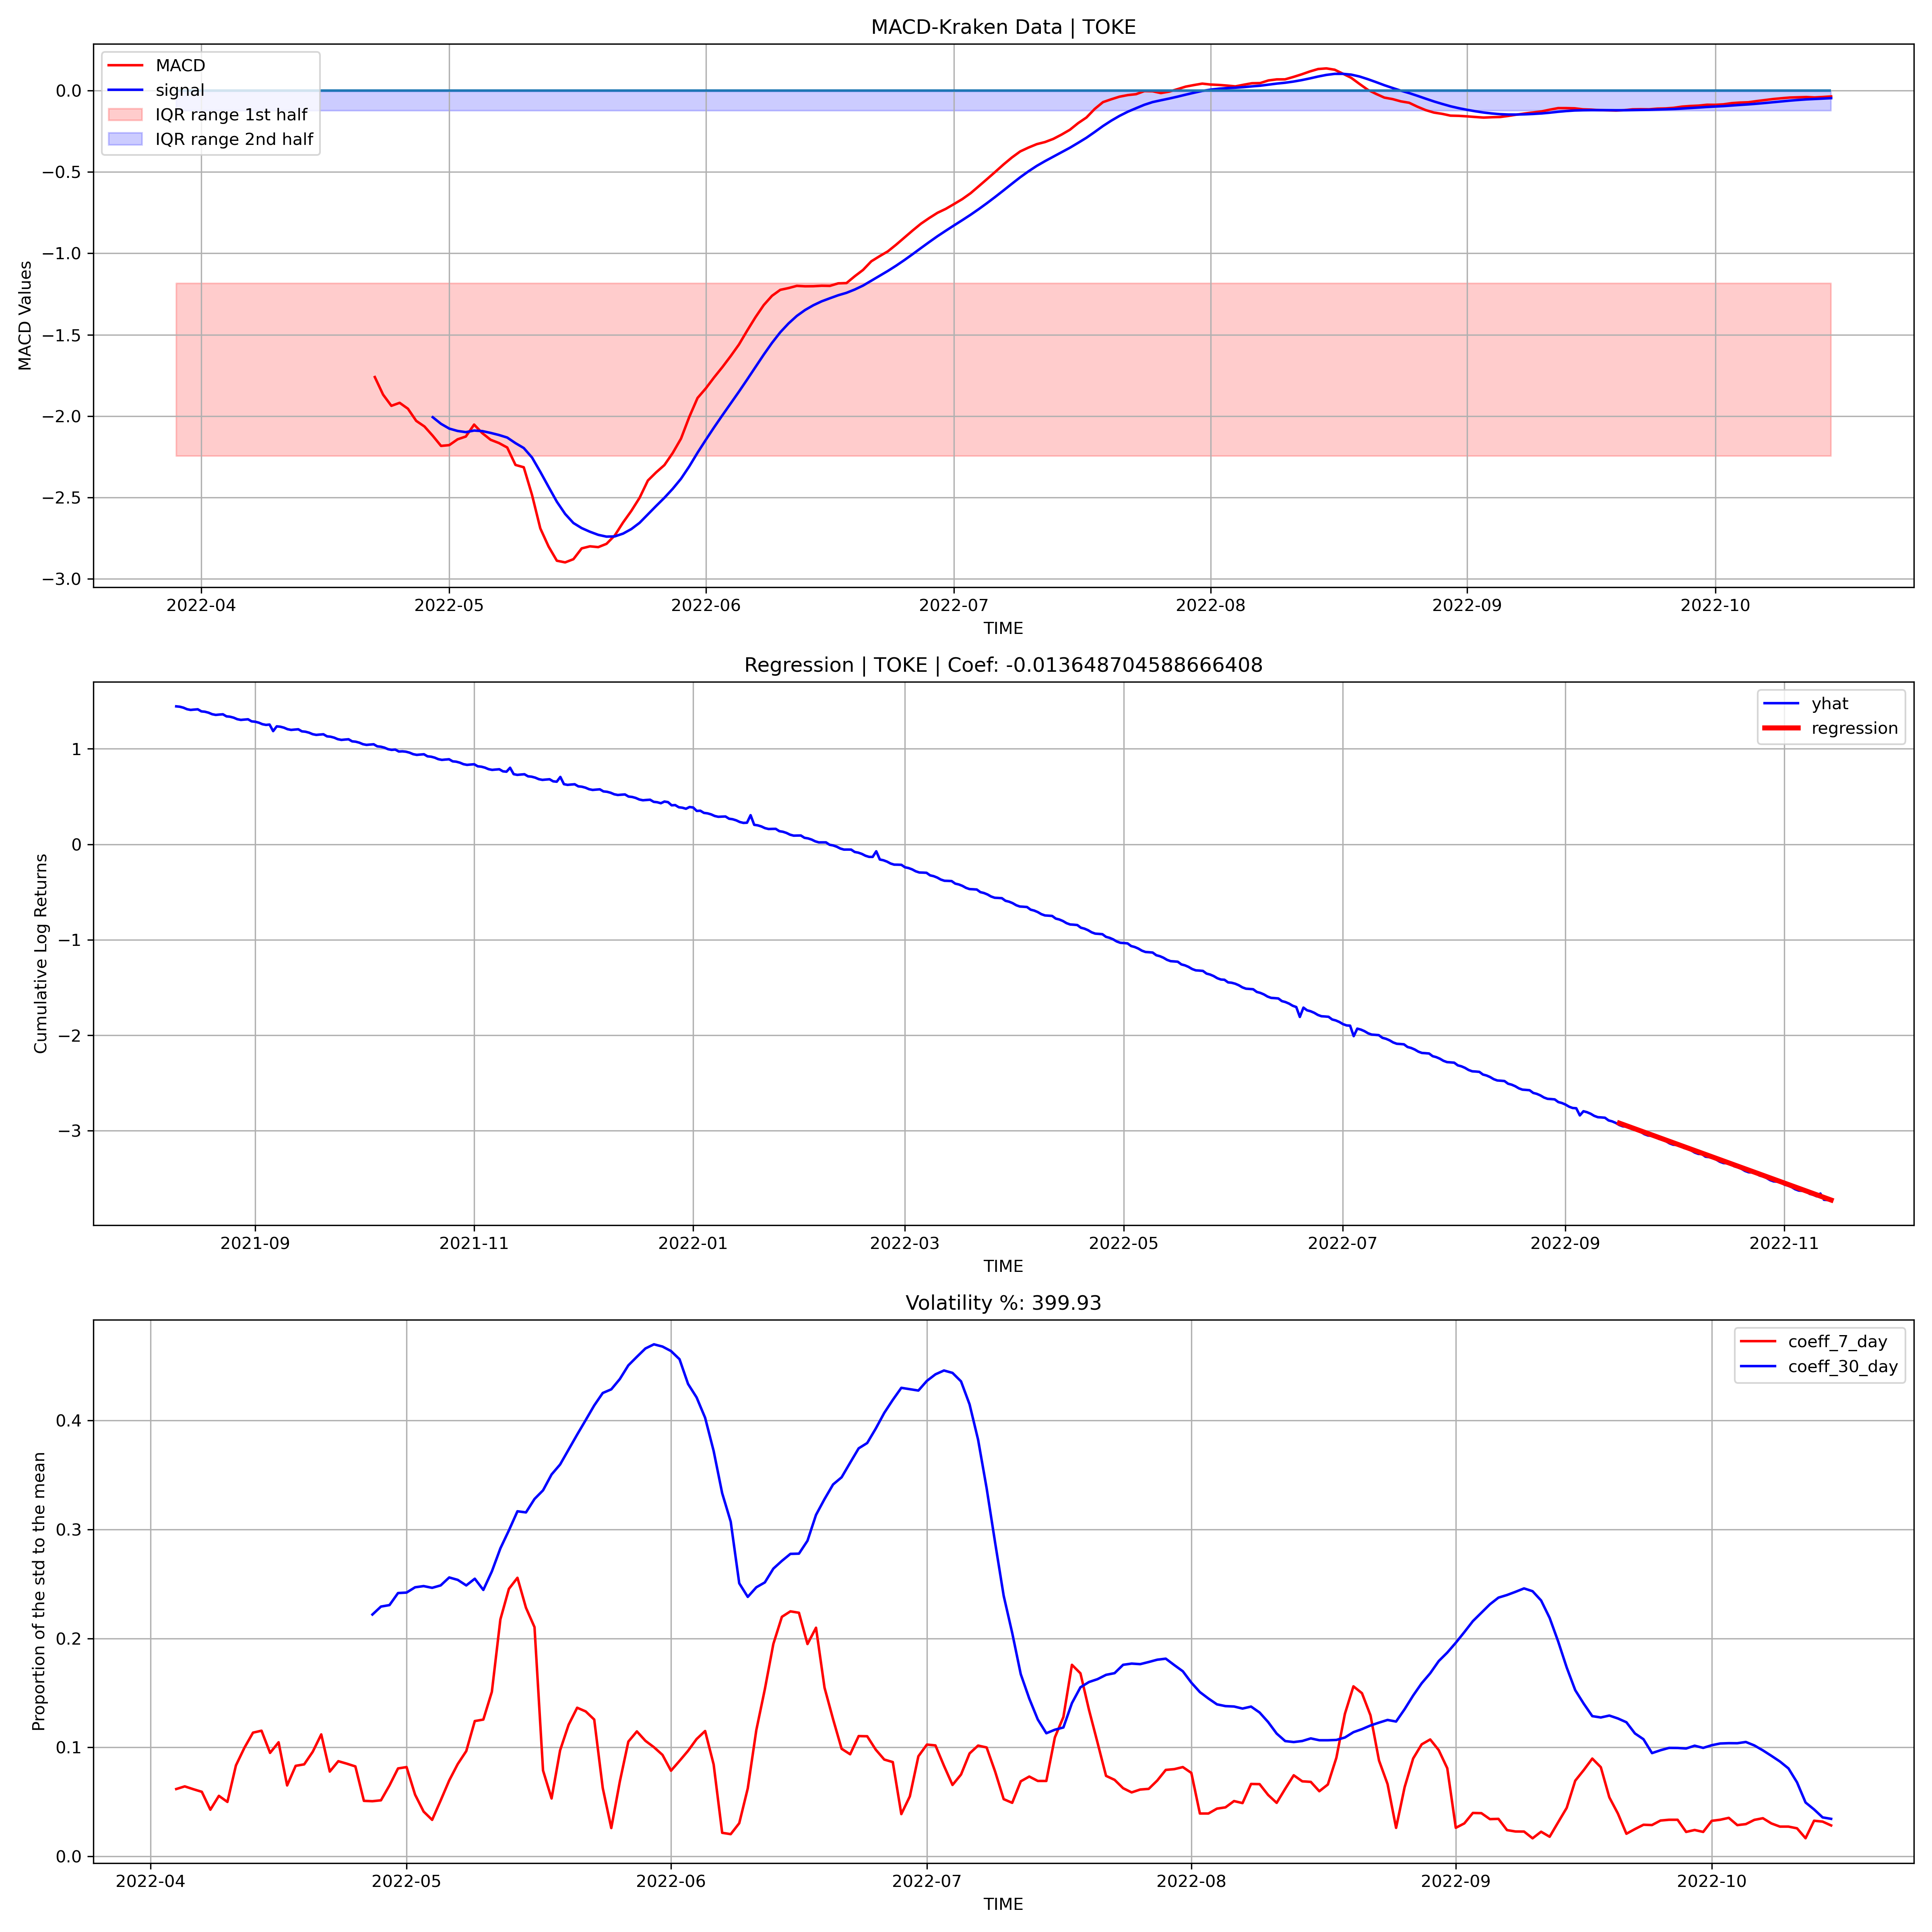 MACD-Kraken Data | TOKE
MACD
signal
IQR range 1st half
IQR range 2nd half
MACD Values
0.0
−0.5
−1.0
−1.5
−2.0
−2.5
−3.0
2022-04 2022-05 2022-06 2022-07 2022-08 2022-09 2022-10
TIME
Regression | TOKE | Coef: -0.013648704588666408
yhat
regression
Cumulative Log Returns
1
0
−1
−2
−3
2021-09 2021-11 2022-01 2022-03 2022-05 2022-07 2022-09 2022-11
TIME
Volatility %: 399.93
coeff_7_day
coeff_30_day
Proportion of the std to the mean
0.4
0.3
0.2
0.1
0.0
2022-04 2022-05 2022-06 2022-07 2022-08 2022-09 2022-10
TIME